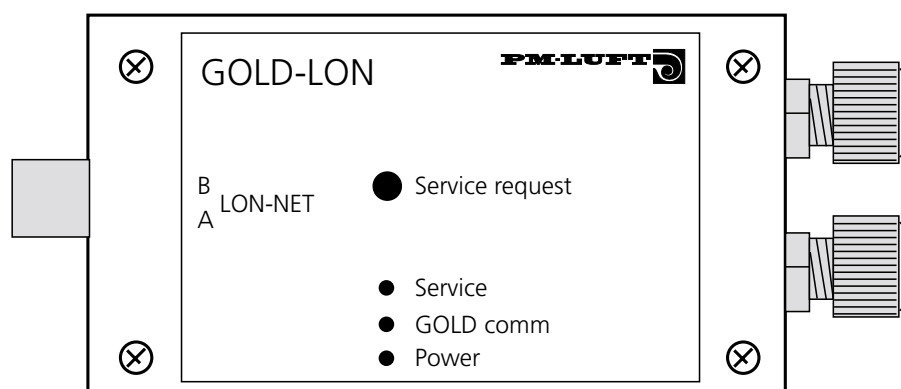 GOLD-LON
PM-LUFT
B
A
LON-NET
Service request
Service
GOLD comm
Power